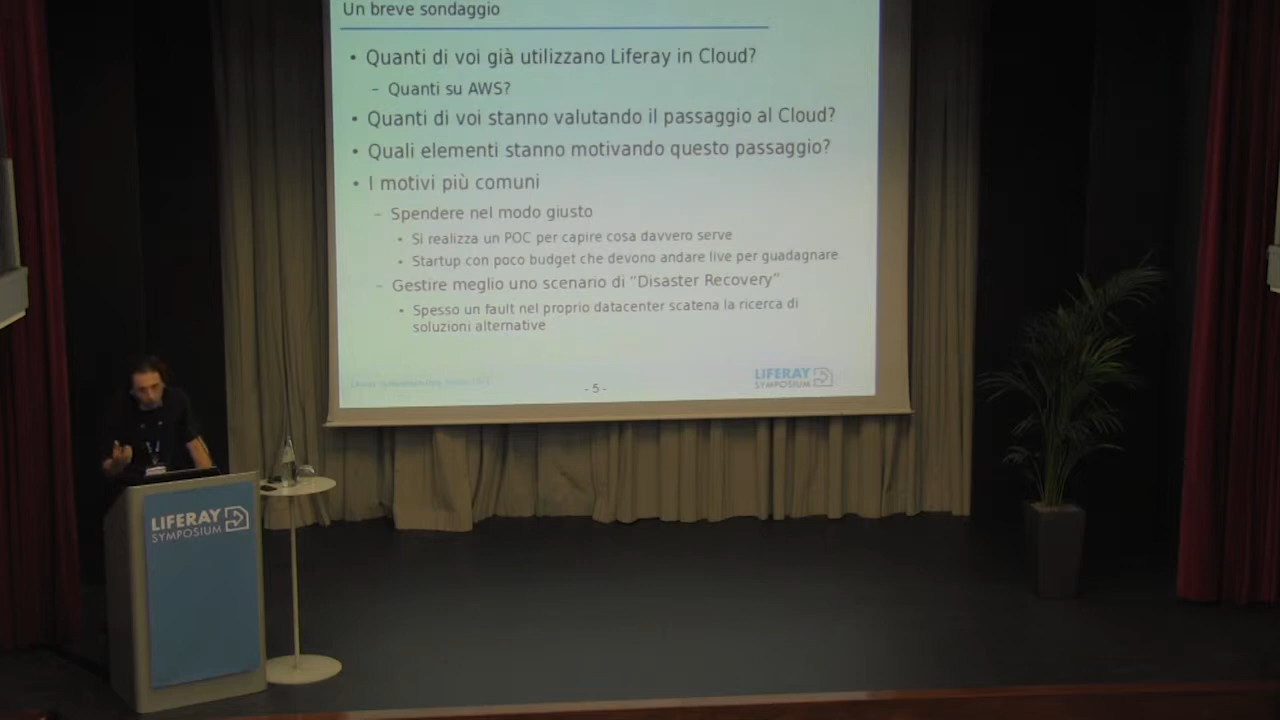 Un breve sondaggio
• Quanti di voi già utilizzano Liferay in Cloud?
– Quanti su AWS?
• Quanti di voi stanno valutando il passaggio al Cloud?
• Quali elementi stanno motivando questo passaggio?
• I motivi più comuni
– Spendere nel modo giusto
• Si realizza un POC per capire cosa davvero serve
• Startup con poco budget che devono andare live per guadagnare
– Gestire meglio uno scenario di “Disaster Recovery”
• Spesso un fault nel proprio datacenter scatena la ricerca di
soluzioni alternative
- 5 -
LIFERAY
SYMPOSIUM
LIFERAY
SYMPOSIUM